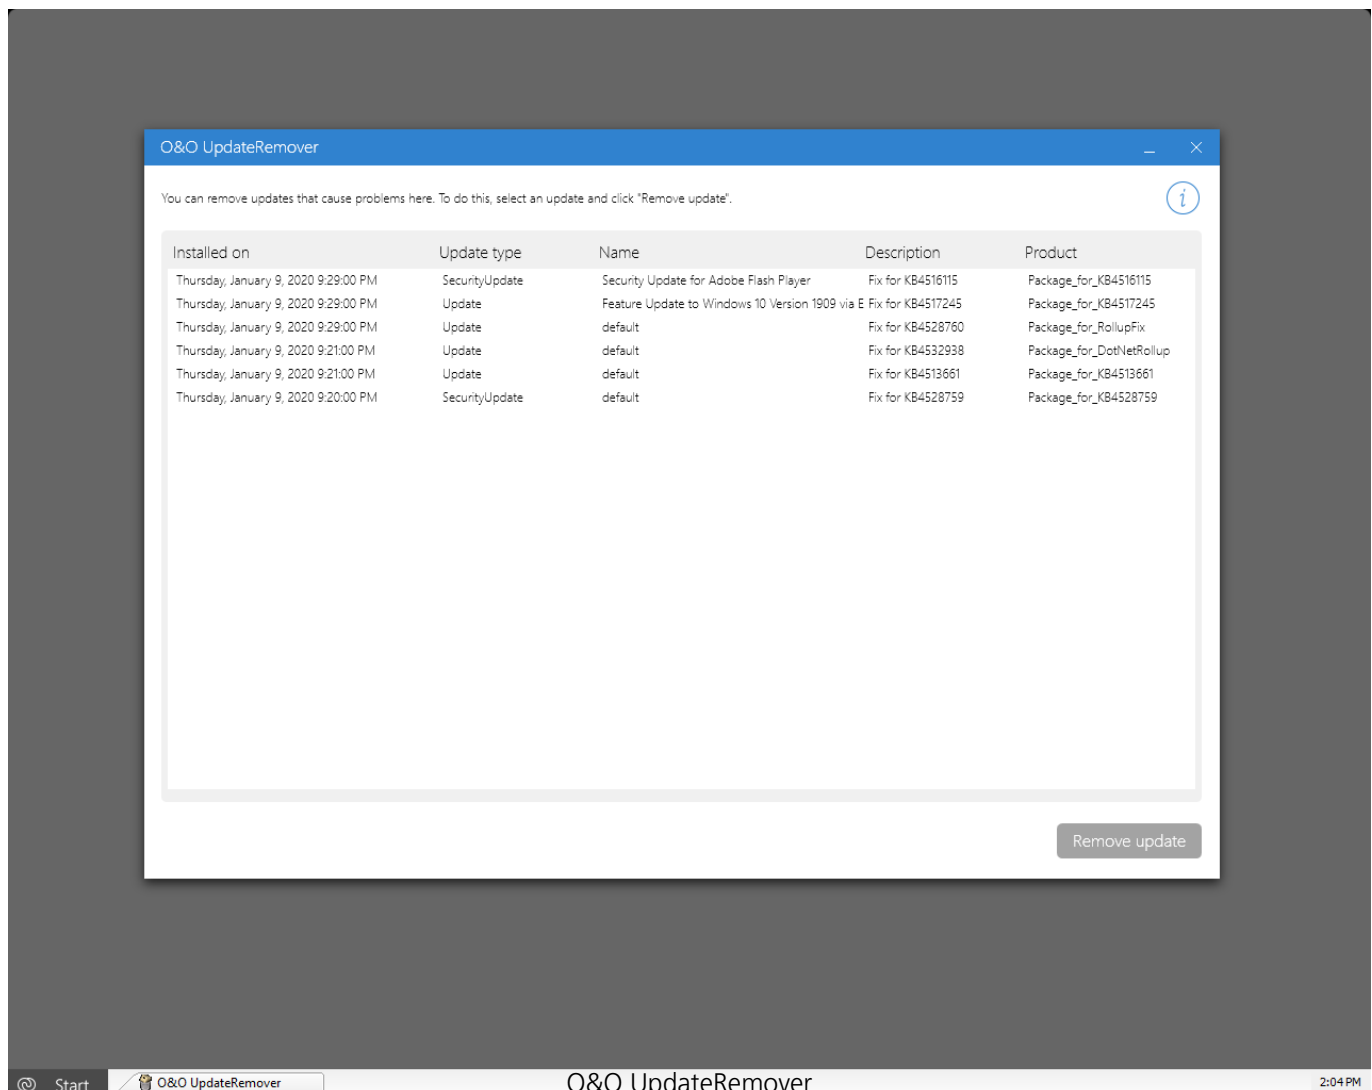 O&O UpdateRemover
You can remove updates that cause problems here. To do this, select an update and click "Remove update".
i
Installed on Update type Name Description Product
Thursday, January 9, 2020 9:29:00 PM SecurityUpdate Security Update for Adobe Flash Player Fix for KB4516115 Package_for_KB4516115
Thursday, January 9, 2020 9:29:00 PM Update Feature Update to Windows 10 Version 1909 via E Fix for KB4517245 Package_for_KB4517245
Thursday, January 9, 2020 9:29:00 PM Update default Fix for KB4528760 Package_for_RollupFix
Thursday, January 9, 2020 9:21:00 PM Update default Fix for KB4532938 Package_for_DotNetRollup
Thursday, January 9, 2020 9:21:00 PM Update default Fix for KB4513661 Package_for_KB4513661
Thursday, January 9, 2020 9:20:00 PM SecurityUpdate default Fix for KB4528759 Package_for_KB4528759
Remove update
Start O&O UpdateRemover O&O UpdateRemover 2:04 PM